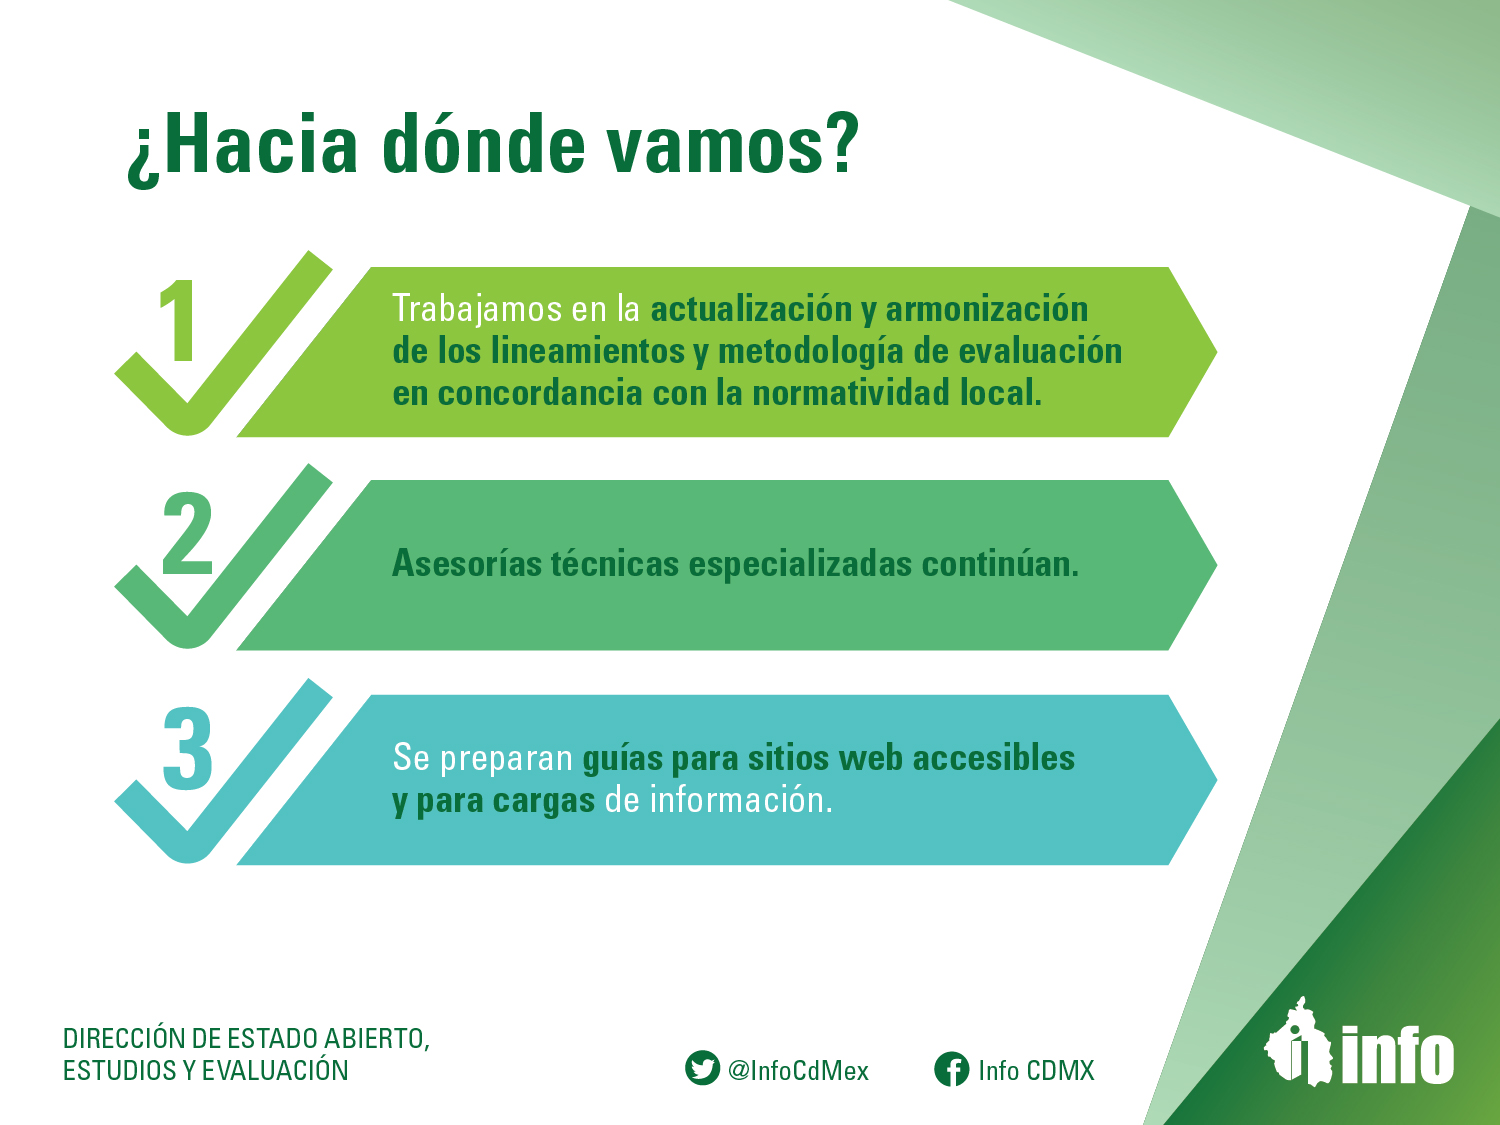 ¿Hacia dónde vamos?
1
Trabajamos en la actualización y armonización
de los lineamientos y metodología de evaluación
en concordancia con la normatividad local.
2
Asesorías técnicas especializadas continúan.
3
Se preparan guías para sitios web accesibles
y para cargas de información.
DIRECCIÓN DE ESTADO ABIERTO,
ESTUDIOS Y EVALUACIÓN
@InfoCdMex
Info CDMX
info